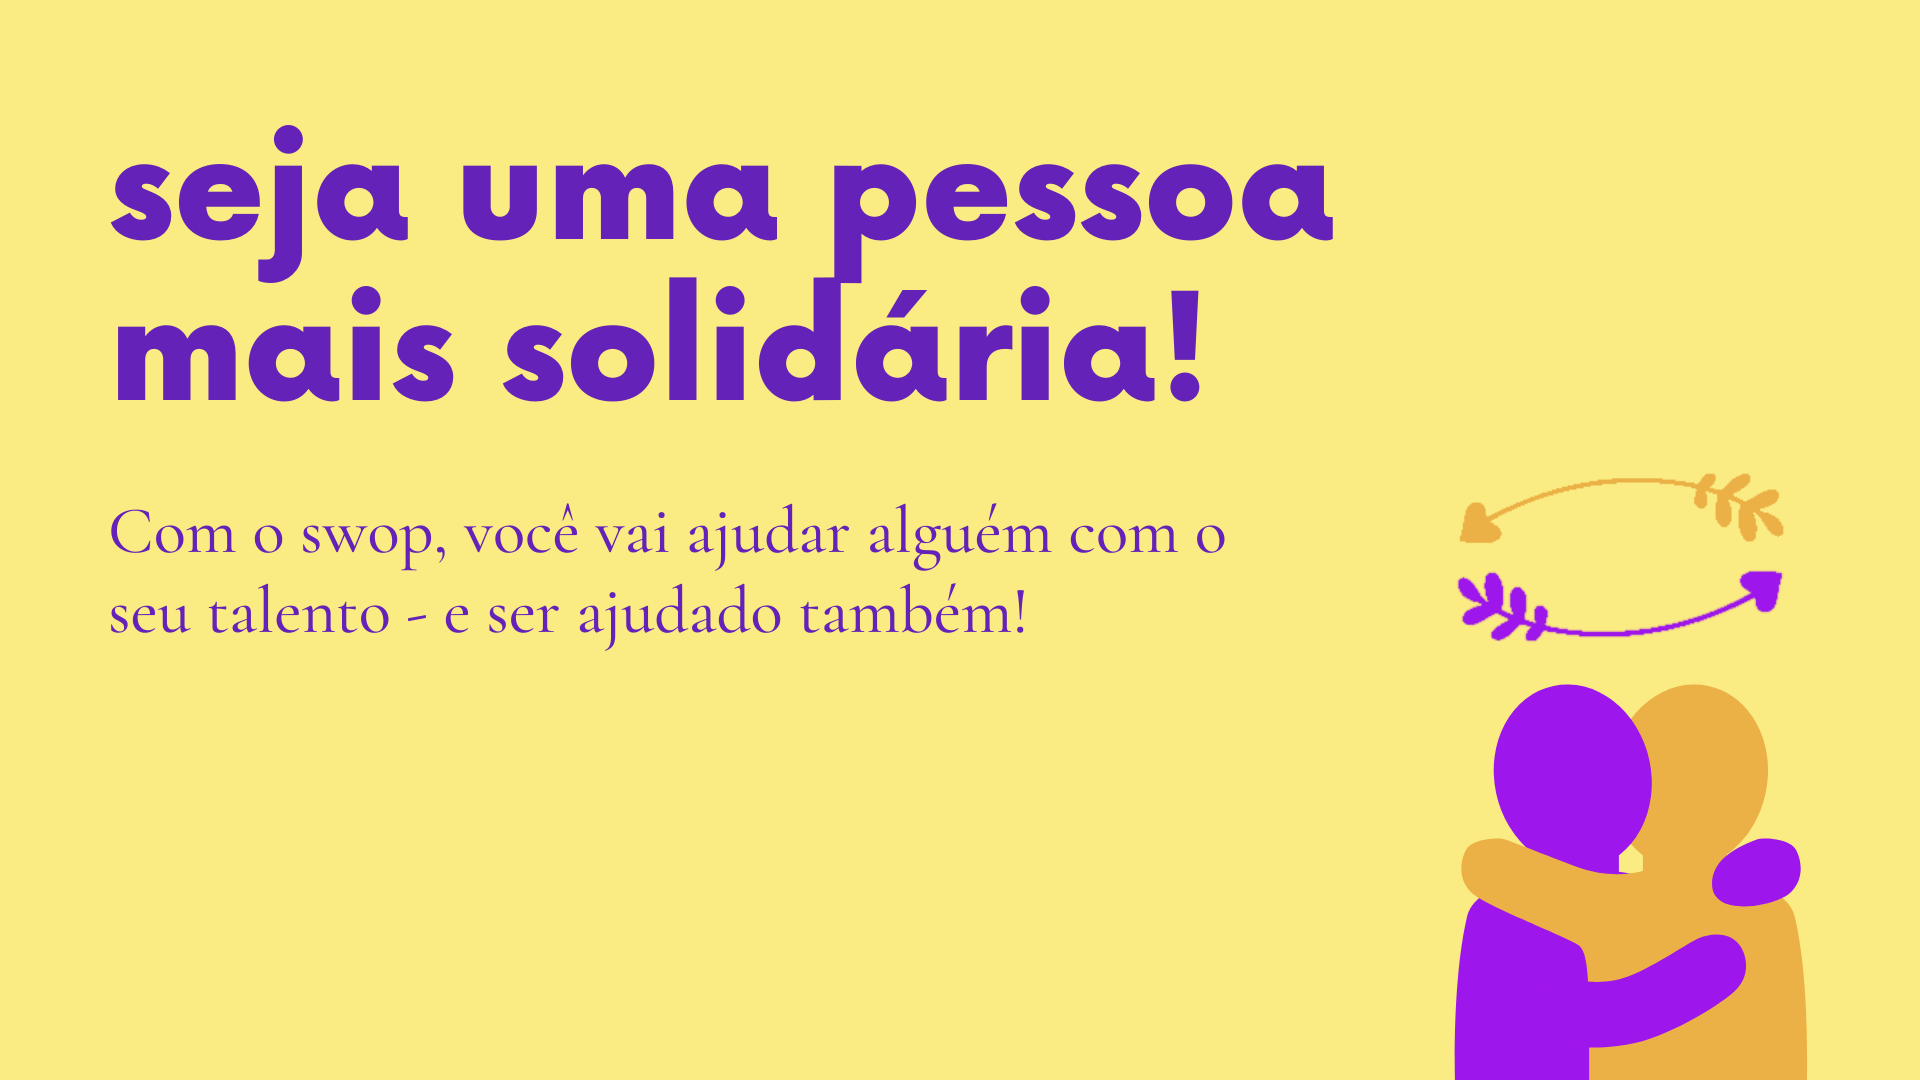 seja uma pessoa
mais solidária!
Com o swop, você vai ajudar alguém com o
seu talento - e ser ajudado também!